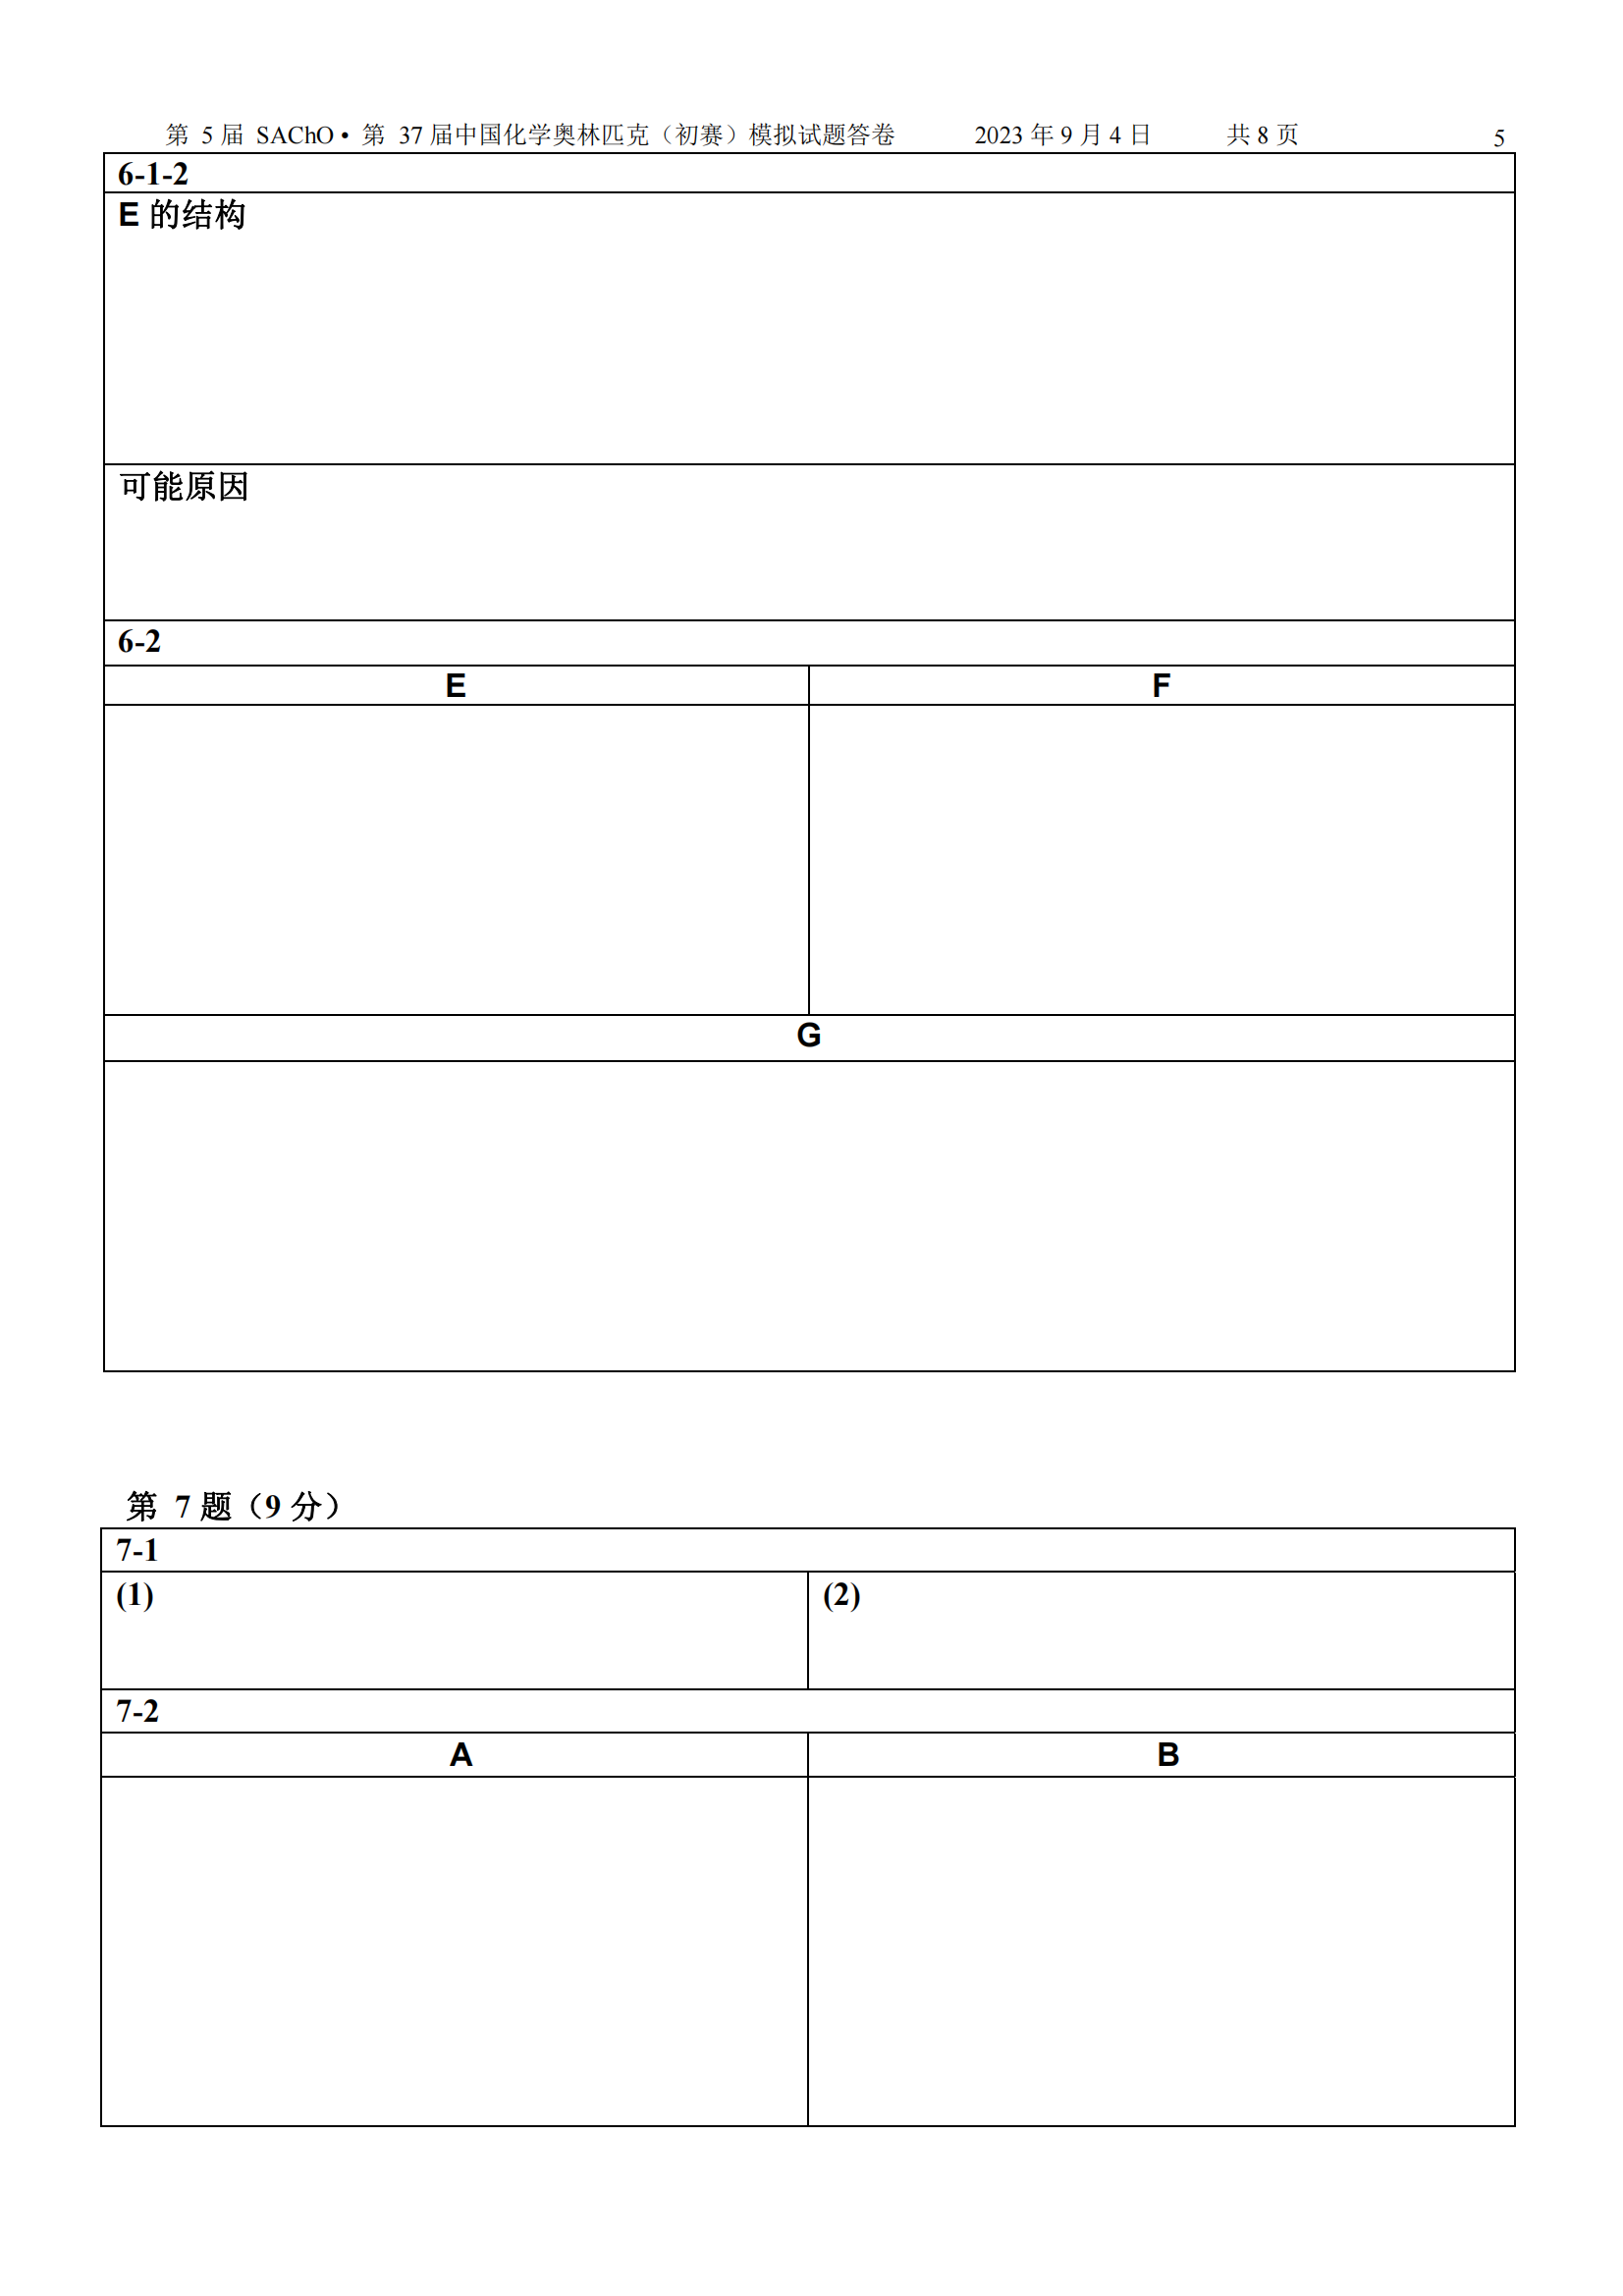 第 5 届 SAChO• 第 37 届中国化学奥林匹克（初赛）模拟试题答卷 2023 年 9 月 4 日 共 8 页 5
6-1-2
E 的结构
可能原因
6-2
E F
G
第 7 题（9 分）
7-1
(1) (2)
7-2
A B